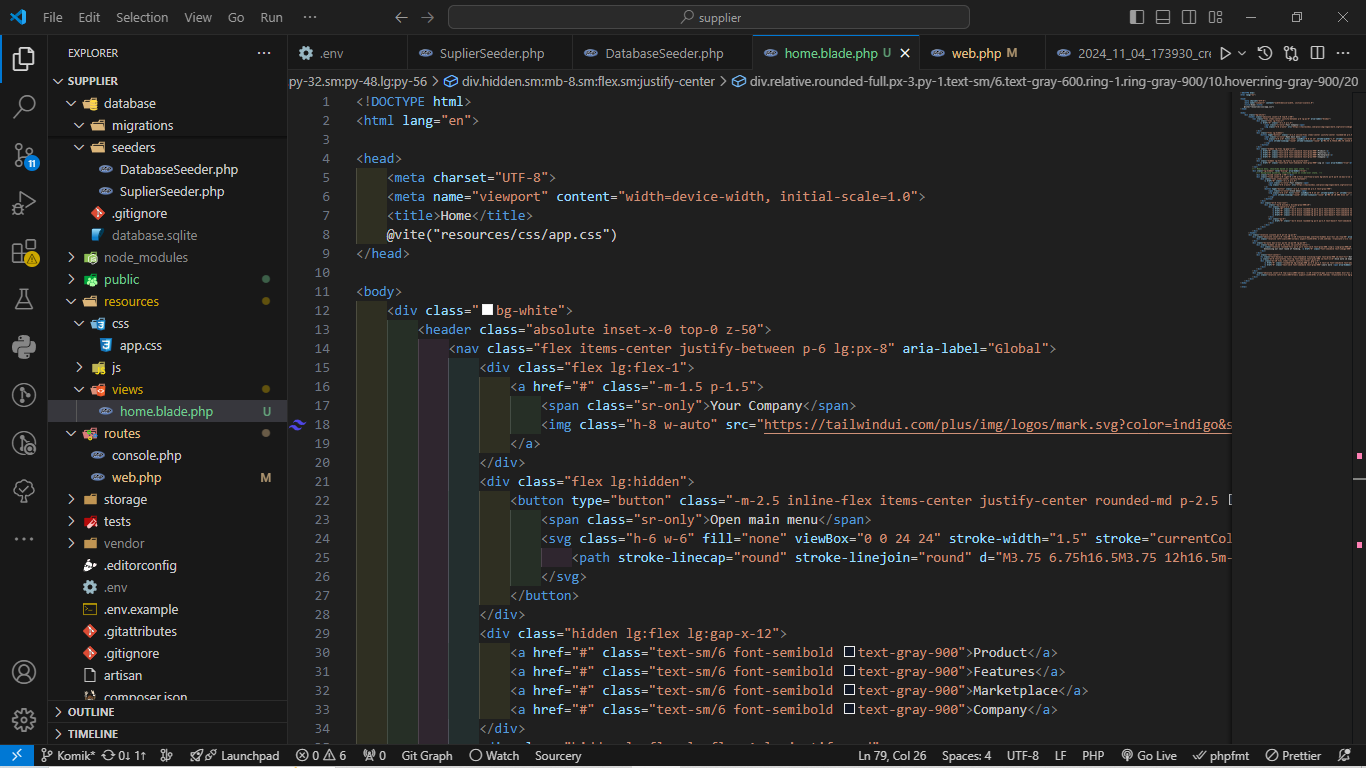 File Edit Selection View Go Run ··· supplier
EXPLORER ···
SUPPLIER
database
migrations
seeders
DatabaseSeeder.php
SuplierSeeder.php
.gitignore
database.sqlite
node_modules
public
resources
css
app.css
js
views
home.blade.php U
routes
console.php
web.php M
storage
tests
vendor
.editorconfig
.env
.env.example
.gitattributes
.gitignore
artisan
composer.json
OUTLINE
TIMELINE
11
.env SuplierSeeder.php DatabaseSeeder.php home.blade.php U web.php M 2024_11_04_173930_cre
py-32.sm:py-48.lg:py-56 > div.hidden.sm:mb-8.sm:flex.sm:justify-center > div.relative.rounded-full.px-3.py-1.text-sm/6.text-gray-600.ring-1.ring-gray-900/10.hover:ring-gray-900/20
1 <!DOCTYPE html>
2 <html lang="en">
3
4 <head>
5 <meta charset="UTF-8">
6 <meta name="viewport" content="width=device-width, initial-scale=1.0">
7 <title>Home</title>
8 @vite("resources/css/app.css")
9 </head>
10
11 <body>
12 <div class="bg-white">
13 <header class="absolute inset-x-0 top-0 z-50">
14 <nav class="flex items-center justify-between p-6 lg:px-8" aria-label="Global">
15 <div class="flex lg:flex-1">
16 <a href="#" class="-m-1.5 p-1.5">
17 <span class="sr-only">Your Company</span>
18 <img class="h-8 w-auto" src="https://tailwindui.com/plus/img/logos/mark.svg?color=indigo&s
19 </a>
20 </div>
21 <div class="flex lg:hidden">
22 <button type="button" class="-m-2.5 inline-flex items-center justify-center rounded-md p-2.5
23 <span class="sr-only">Open main menu</span>
24 <svg class="h-6 w-6" fill="none" viewBox="0 0 24 24" stroke-width="1.5" stroke="currentCol
25 <path stroke-linecap="round" stroke-linejoin="round" d="M3.75 6.75h16.5M3.75 12h16.5m-
26 </svg>
27 </button>
28 </div>
29 <div class="hidden lg:flex lg:gap-x-12">
30 <a href="#" class="text-sm/6 font-semibold text-gray-900">Product</a>
31 <a href="#" class="text-sm/6 font-semibold text-gray-900">Features</a>
32 <a href="#" class="text-sm/6 font-semibold text-gray-900">Marketplace</a>
33 <a href="#" class="text-sm/6 font-semibold text-gray-900">Company</a>
34 </div>
Komik* 0↓ 1↑ Launchpad 0 6 0 Git Graph Watch Sourcery Ln 79, Col 26 Spaces: 4 UTF-8 LF PHP Go Live phpfmt Prettier